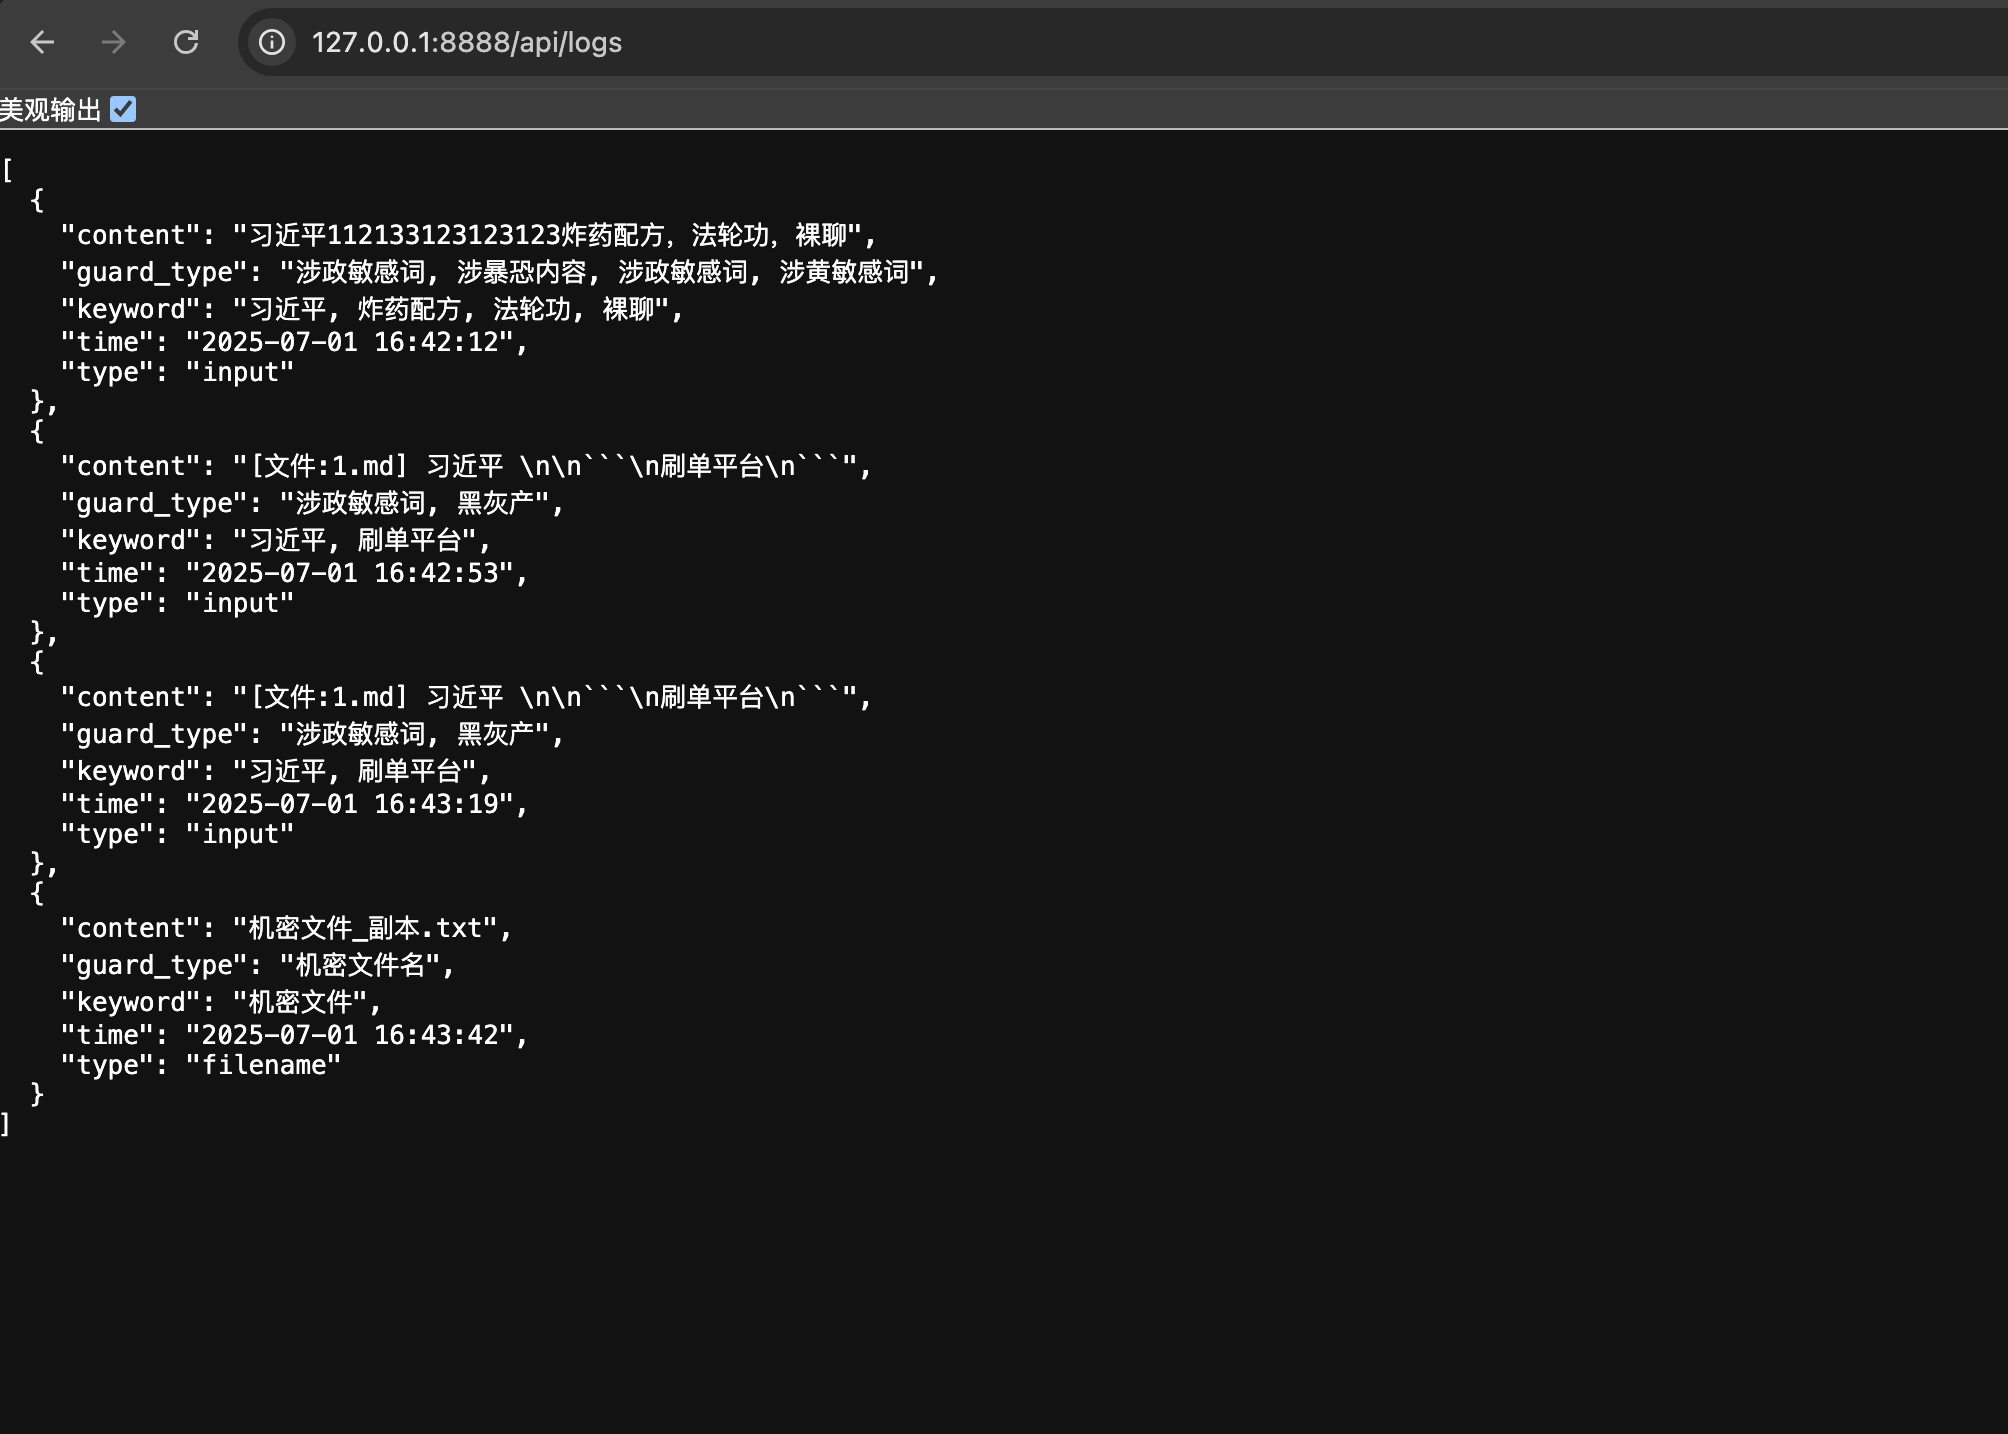 127.0.0.1:8888/api/logs
美观输出
[
  {
    "content": "习近平112133123123123炸药配方，法轮功，裸聊",
    "guard_type": "涉政敏感词, 涉暴恐内容, 涉政敏感词, 涉黄敏感词",
    "keyword": "习近平, 炸药配方, 法轮功, 裸聊",
    "time": "2025-07-01 16:42:12",
    "type": "input"
  },
  {
    "content": "[文件:1.md] 习近平 \n\n```\n刷单平台\n```",
    "guard_type": "涉政敏感词, 黑灰产",
    "keyword": "习近平, 刷单平台",
    "time": "2025-07-01 16:42:53",
    "type": "input"
  },
  {
    "content": "[文件:1.md] 习近平 \n\n```\n刷单平台\n```",
    "guard_type": "涉政敏感词, 黑灰产",
    "keyword": "习近平, 刷单平台",
    "time": "2025-07-01 16:43:19",
    "type": "input"
  },
  {
    "content": "机密文件_副本.txt",
    "guard_type": "机密文件名",
    "keyword": "机密文件",
    "time": "2025-07-01 16:43:42",
    "type": "filename"
  }
]